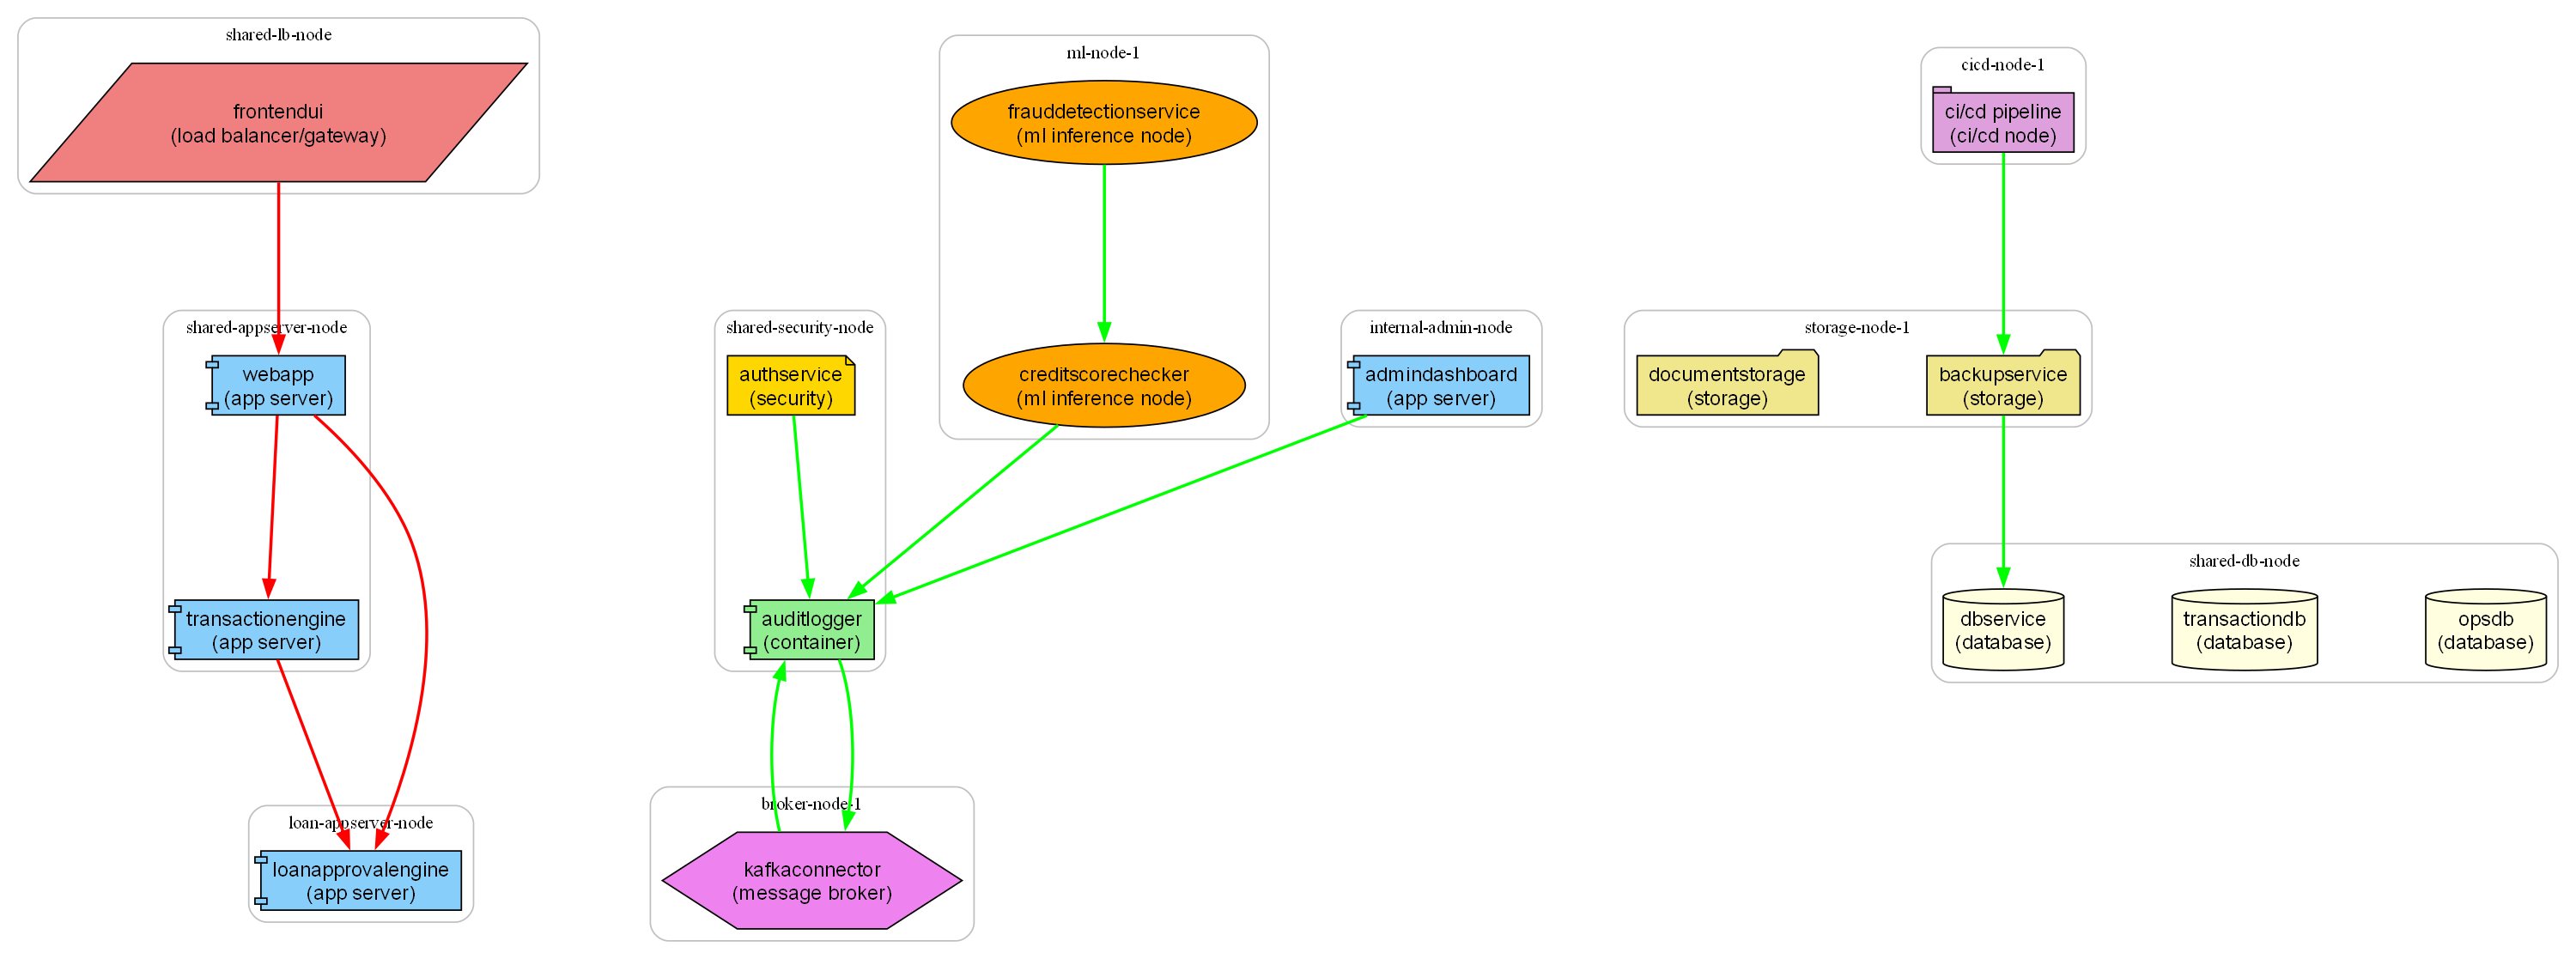 shared-lb-node
frontendui
(load balancer/gateway)
ml-node-1
frauddetectionservice
(ml inference node)
cicd-node-1
ci/cd pipeline
(ci/cd node)
shared-appserver-node
webapp
(app server)
shared-security-node
authservice
(security)
creditscorechecker
(ml inference node)
internal-admin-node
admindashboard
(app server)
storage-node-1
documentstorage
(storage)
backupservice
(storage)
transactionengine
(app server)
auditlogger
(container)
shared-db-node
dbservice
(database)
transactiondb
(database)
opsdb
(database)
loan-appserver-node
loanapprovalengine
(app server)
broker-node-1
kafkaconnector
(message broker)